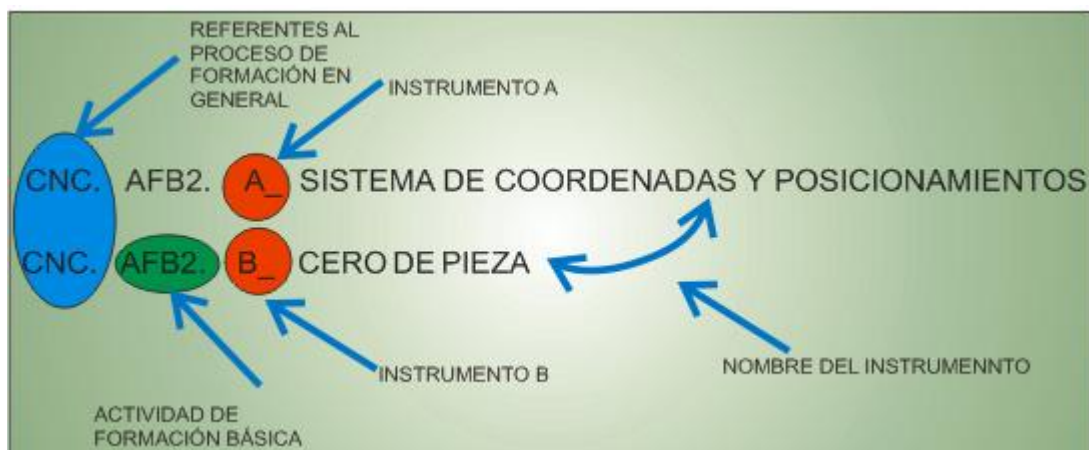 REFERENTES AL
PROCESO DE
FORMACIÓN EN
GENERAL
INSTRUMENTO A
CNC. AFB2. A_ SISTEMA DE COORDENADAS Y POSICIONAMIENTOS
CNC. AFB2. B_ CERO DE PIEZA
INSTRUMENTO B
NOMBRE DEL INSTRUMENNTO
ACTIVIDAD DE
FORMACIÓN BÁSICA